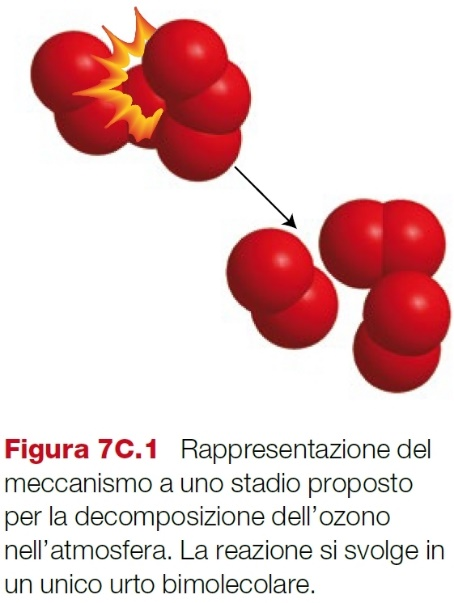 Figura 7C.1 Rappresentazione del
meccanismo a uno stadio proposto
per la decomposizione dell’ozono
nell’atmosfera. La reazione si svolge in
un unico urto bimolecolare.